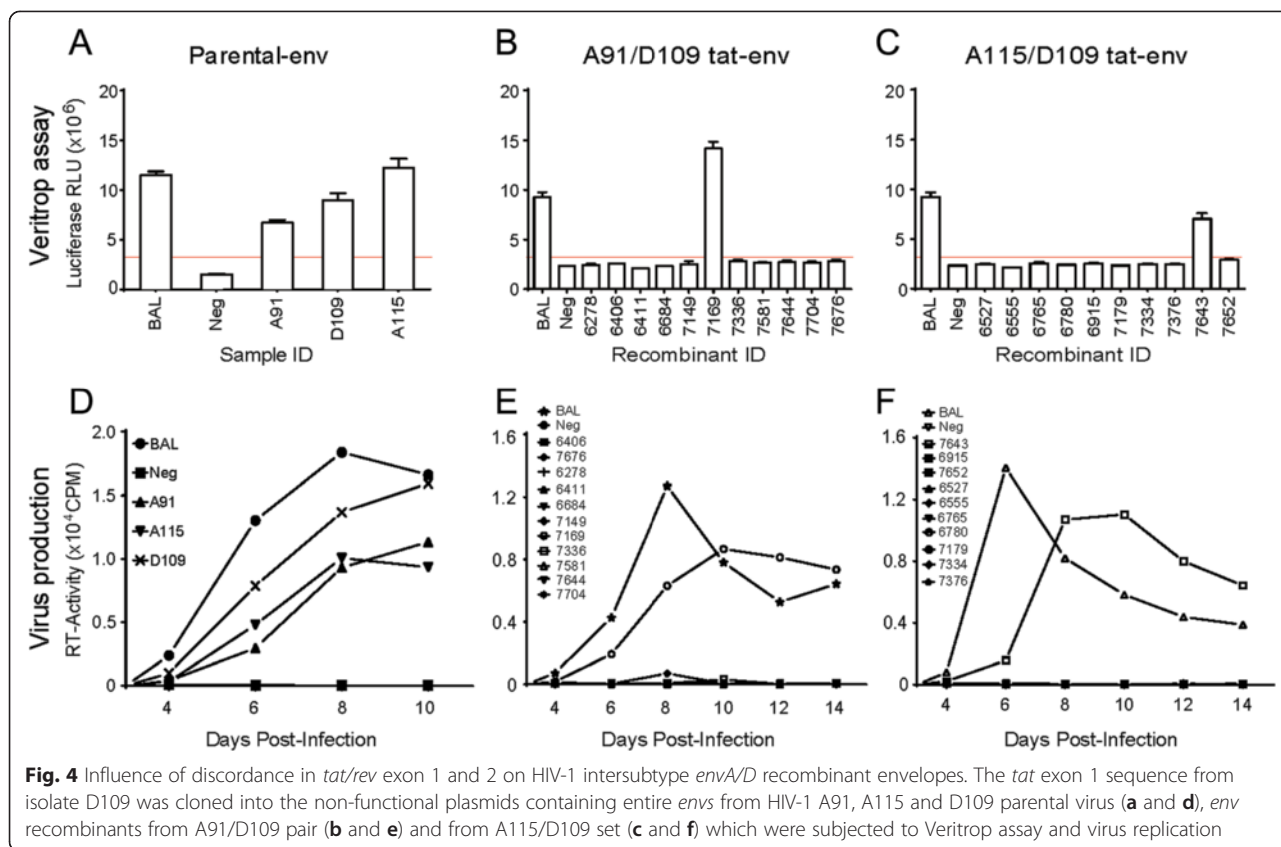 A
Parental-env
B
A91/D109 tat-env
C
A115/D109 tat-env
Veritrop assay
Luciferase RLU (x10⁶)
20
15
10
5
0
BAL
Neg
A91
D109
A115
Sample ID
20
15
10
5
0
BAL
Neg
6278
6406
6411
6684
7149
7169
7336
7581
7644
7704
7676
Recombinant ID
20
15
10
5
0
BAL
Neg
6527
6555
6765
6780
6915
7179
7334
7376
7643
7652
Recombinant ID
D
Virus production
RT-Activity (x10⁴CPM)
2.0
1.5
1.0
0.5
0
BAL
Neg
A91
A115
D109
4
6
8
10
Days Post-Infection
E
1.6
1.2
0.8
0.4
0
BAL
Neg
6406
7676
6278
6411
6684
7149
7169
7336
7581
7644
7704
4
6
8
10
12
14
Days Post-Infection
F
1.6
1.2
0.8
0.4
0
BAL
Neg
7643
6915
7652
6527
6555
6765
6780
7179
7334
7376
4
6
8
10
12
14
Days Post-Infection
Fig. 4 Influence of discordance in tat/rev exon 1 and 2 on HIV-1 intersubtype envA/D recombinant envelopes. The tat exon 1 sequence from
isolate D109 was cloned into the non-functional plasmids containing entire envs from HIV-1 A91, A115 and D109 parental virus (a and d), env
recombinants from A91/D109 pair (b and e) and from A115/D109 set (c and f) which were subjected to Veritrop assay and virus replication